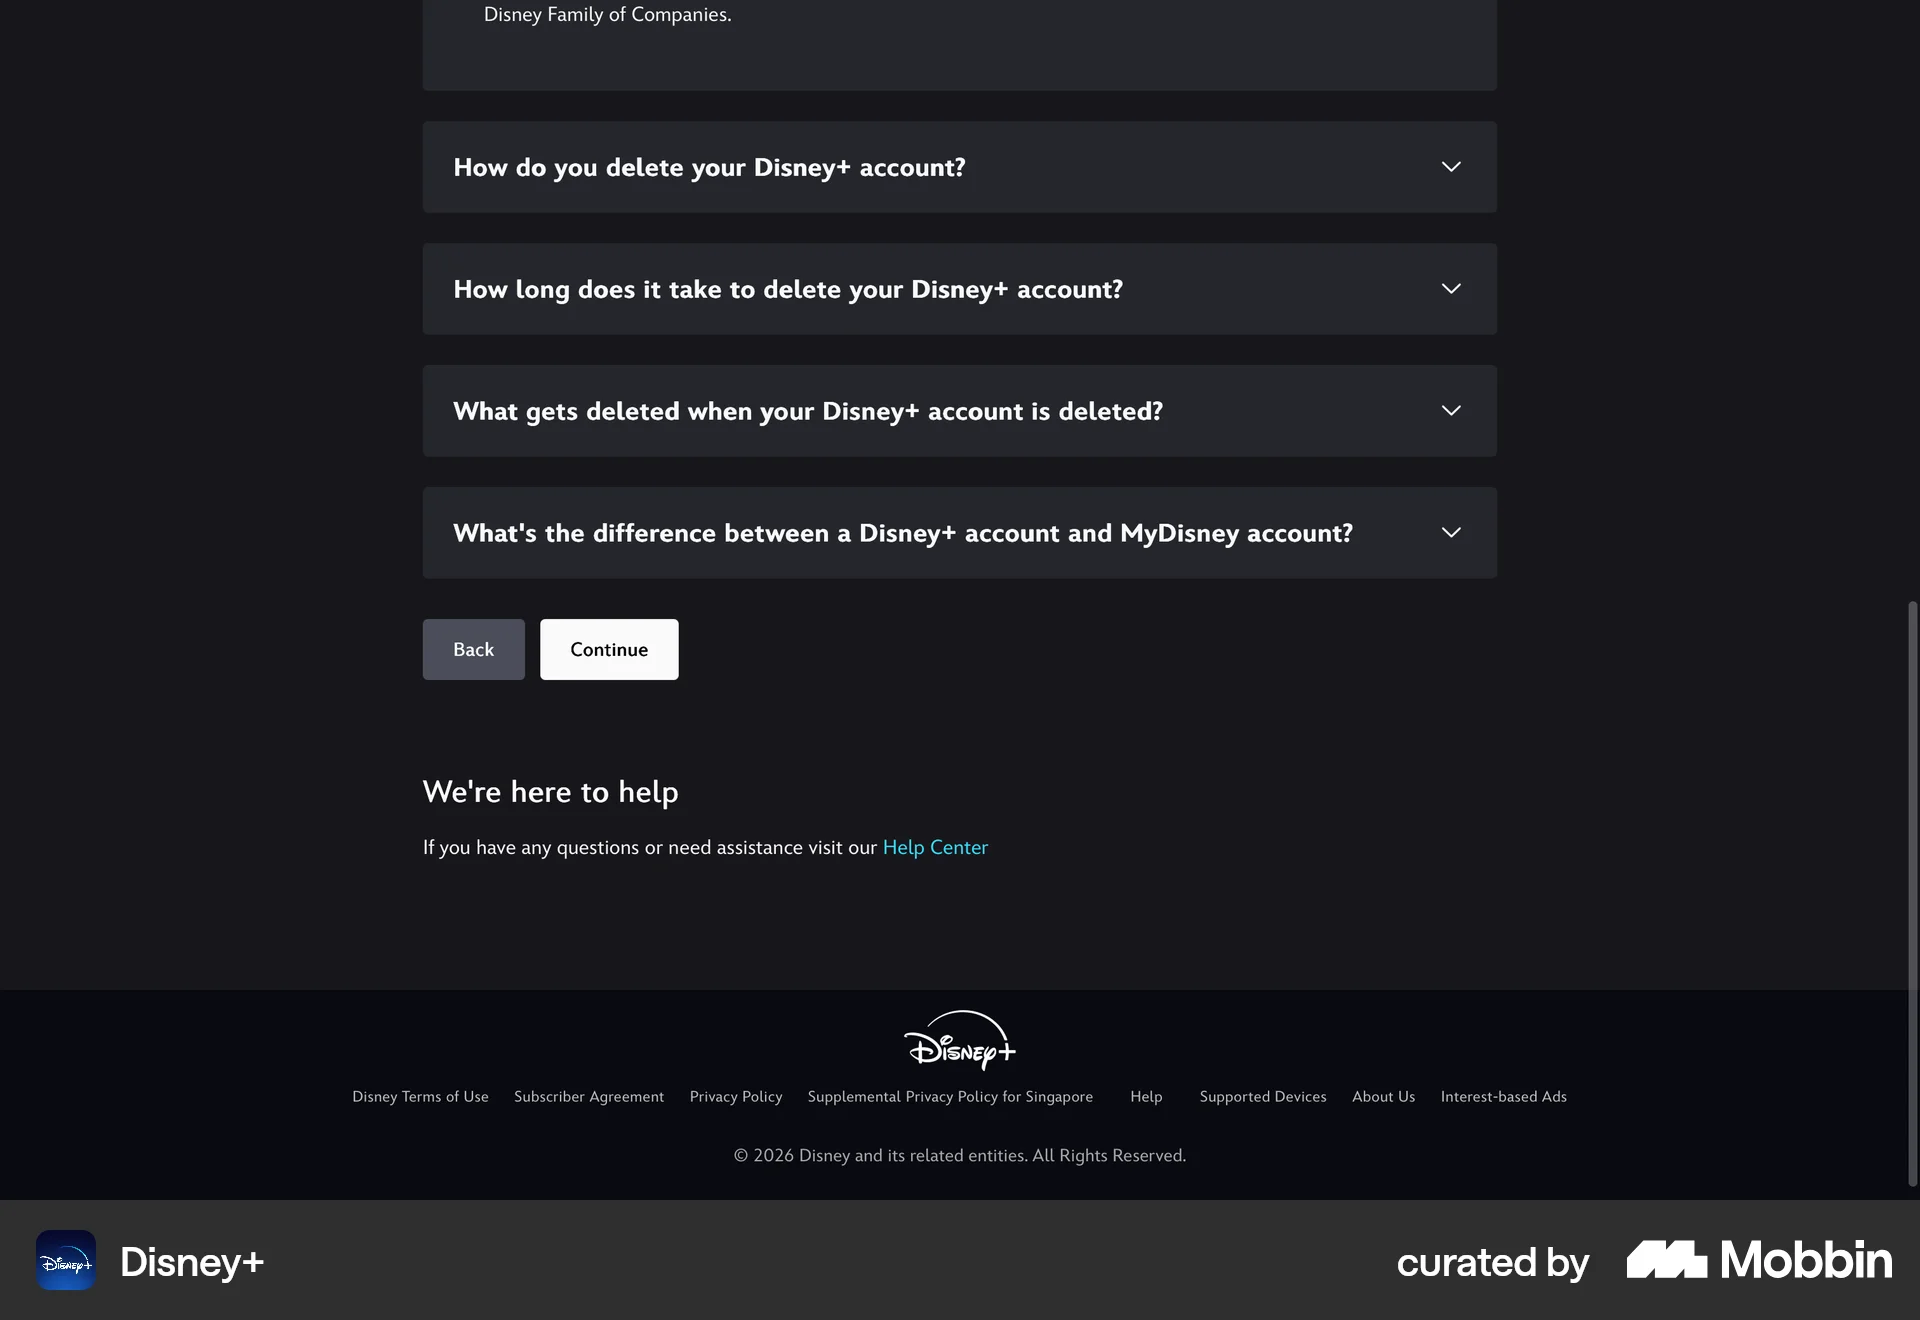 Disney Family of Companies.
How do you delete your Disney+ account?
How long does it take to delete your Disney+ account?
What gets deleted when your Disney+ account is deleted?
What's the difference between a Disney+ account and MyDisney account?
Back
Continue
We're here to help
If you have any questions or need assistance visit our Help Center
Disney+
Disney Terms of Use
Subscriber Agreement
Privacy Policy
Supplemental Privacy Policy for Singapore
Help
Supported Devices
About Us
Interest-based Ads
© 2026 Disney and its related entities. All Rights Reserved.
Disney+
Disney+
curated by
Mobbin